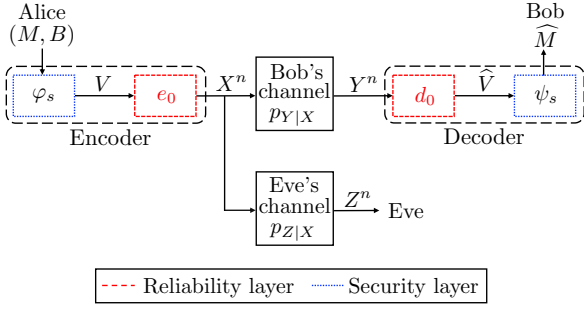 Alice
(M, B)
φ_s
V
e_0
Encoder
X^n
Bob's
channel
p_{Y|X}
Y^n
d_0
V̂
ψ_s
Decoder
Bob
M̂
Eve's
channel
p_{Z|X}
Z^n
Eve
Reliability layer
Security layer